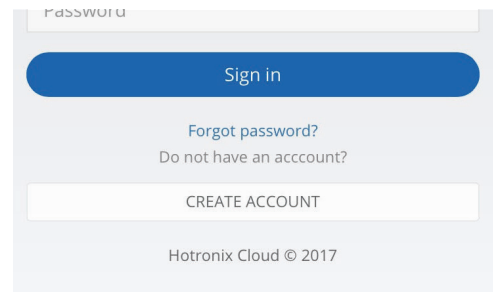 Password
Sign in
Forgot password?
Do not have an acccount?
CREATE ACCOUNT
Hotronix Cloud © 2017